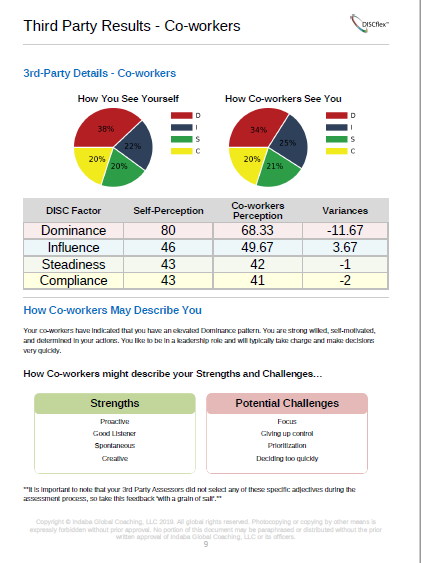 Third Party Results - Co-workers
DISCflex™
3rd-Party Details - Co-workers
How You See Yourself
38%
22%
20%
20%
D
I
S
C
How Co-workers See You
34%
25%
21%
20%
D
I
S
C
DISC Factor Self-Perception Co-workers Perception Variances
Dominance 80 68.33 -11.67
Influence 46 49.67 3.67
Steadiness 43 42 -1
Compliance 43 41 -2
How Co-workers May Describe You
Your co-workers have indicated that you have an elevated Dominance pattern. You are strong willed, self-motivated,
and determined in your actions. You like to be in a leadership role and will typically take charge and make decisions
very quickly.
How Co-workers might describe your Strengths and Challenges...
Strengths
Proactive
Good Listener
Spontaneous
Creative
Potential Challenges
Focus
Giving up control
Prioritization
Deciding too quickly
**It is important to note that your 3rd Party Assessors did not select any of these specific adjectives during the
assessment process, so take this feedback 'with a grain of salt'.**
Copyright © Indaba Global Coaching, LLC 2019. All global rights reserved. Photocopying or copying by other means is
expressly forbidden without prior approval. No portion of this document may be paraphrased or distributed without the prior
written approval of Indaba Global Coaching, LLC or its officers.
9